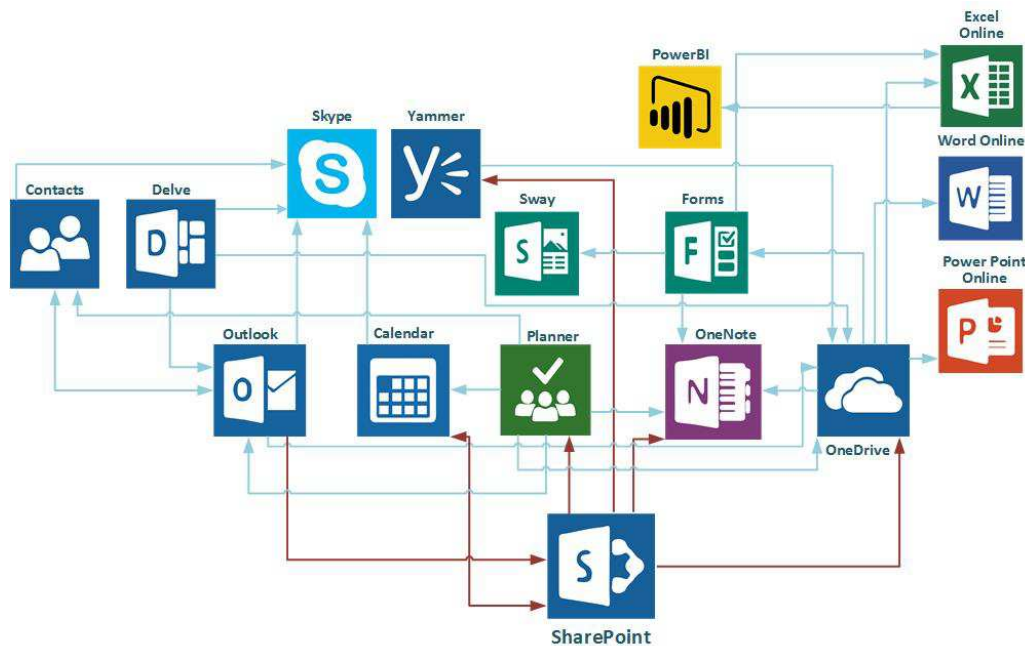 Excel
Online
PowerBI
X
Skype
Yammer
Word Online
S
y
W
Contacts
Delve
Sway
Forms
D
S
F
Power Point
Online
P
Outlook
Calendar
Planner
OneNote
O
N
OneDrive
S
SharePoint